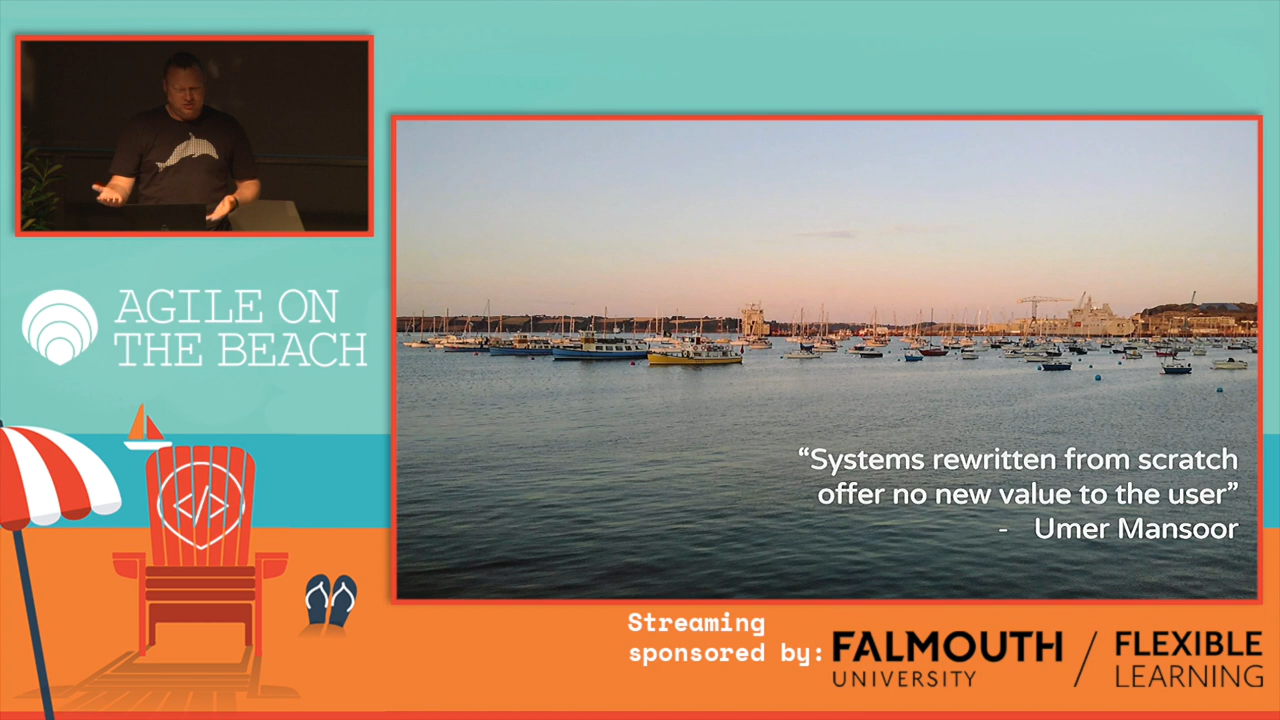 AGILE ON
THE BEACH
</>
“Systems rewritten from scratch
offer no new value to the user”
- Umer Mansoor
Streaming
sponsored by:
FALMOUTH
UNIVERSITY
/
FLEXIBLE
LEARNING